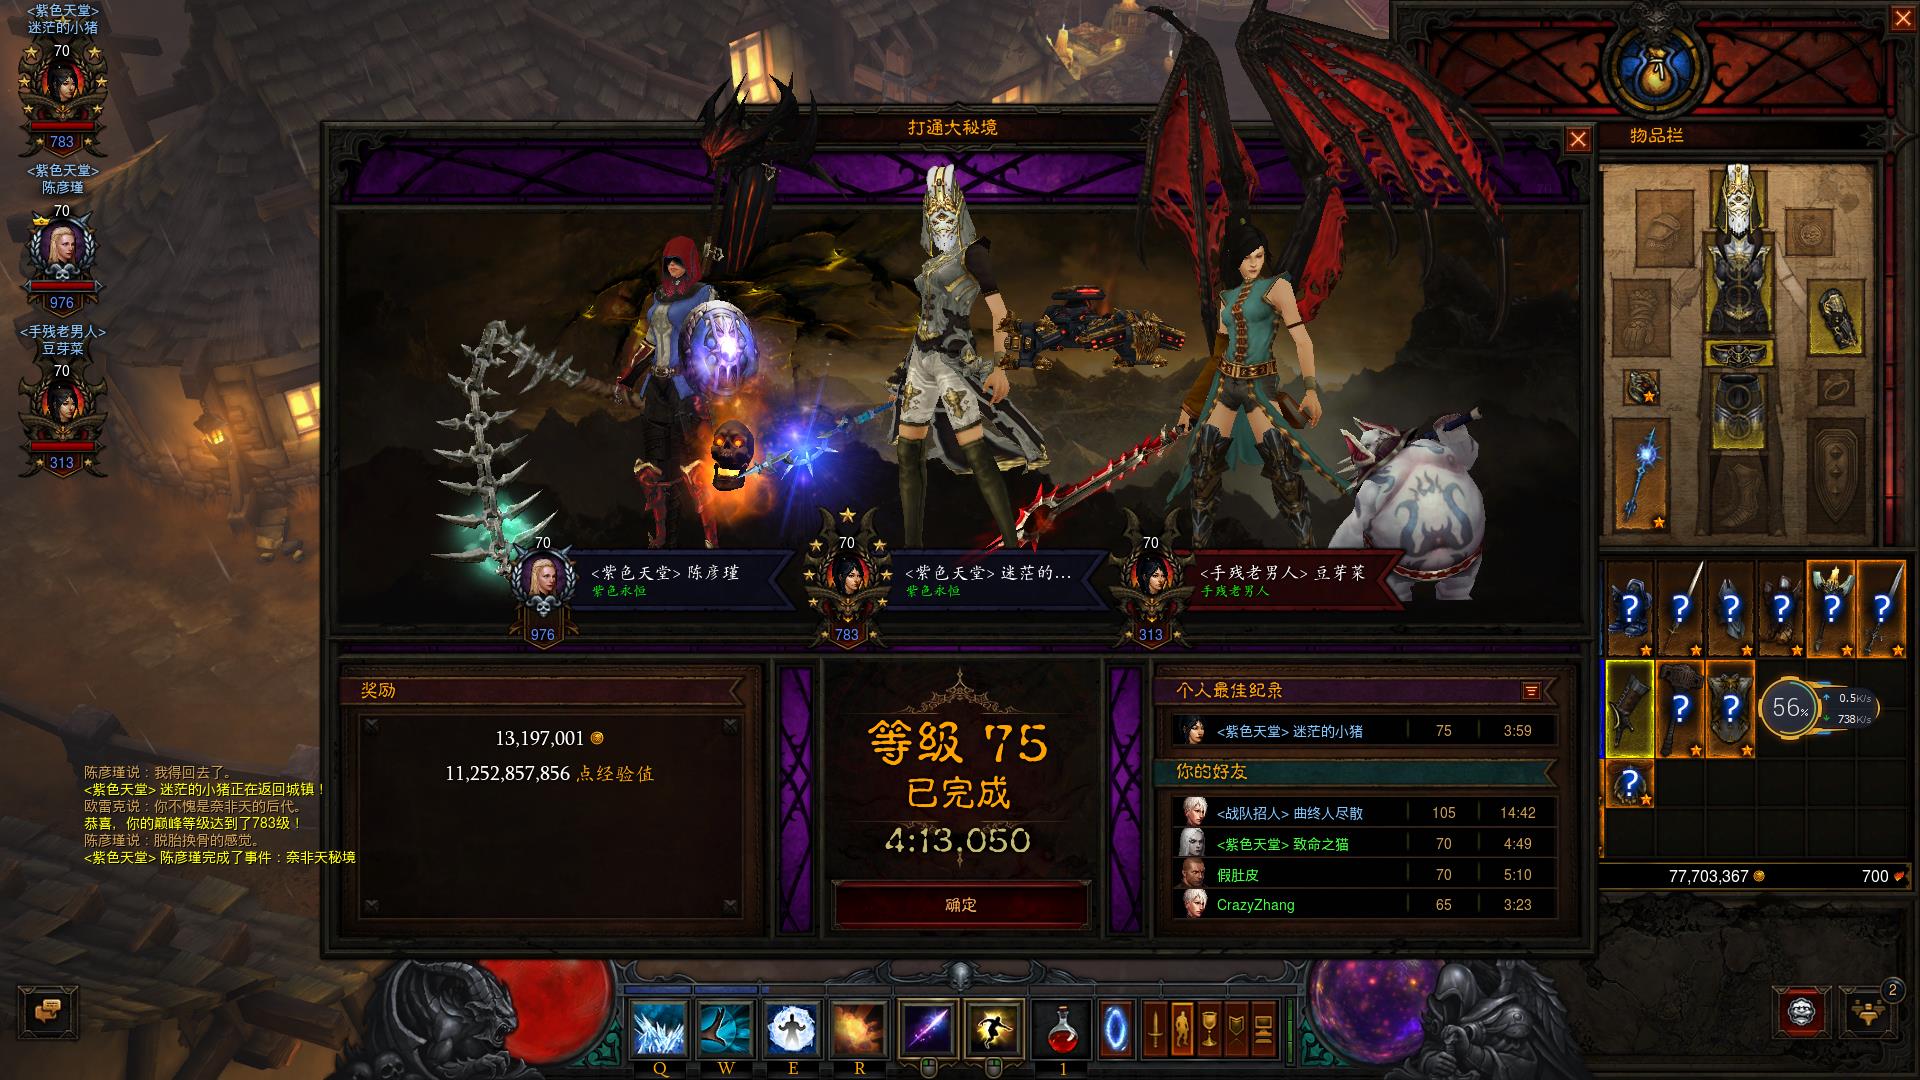 <紫色天堂>
迷茫的小猪
70
783
<紫色天堂>
陈彦瑾
70
976
<手残老男人>
豆芽菜
70
313
打通大秘境
物品栏
70
<紫色天堂> 陈彦瑾
紫色永恒
976
70
<紫色天堂> 迷茫的...
紫色永恒
783
70
<手残老男人> 豆芽菜
手残老男人
313
奖励
13,197,001
11,252,857,856 点经验值
等级 75
已完成
4:13.050
确定
个人最佳纪录
<紫色天堂> 迷茫的小猪 75 3:59
你的好友
<战队招人> 曲终人尽散 105 14:42
<紫色天堂> 致命之猫 70 4:49
假肚皮 70 5:10
CrazyZhang 65 3:23
? ? ? ? ? ?
? ?
?
56%
0.5K/s
738K/s
77,703,367 700
陈彦瑾说：我得回去了。
<紫色天堂> 迷茫的小猪正在返回城镇！
欧雷克说：你不愧是奈非天的后代。
恭喜，你的巅峰等级达到了783级！
陈彦瑾说：脱胎换骨的感觉。
<紫色天堂> 陈彦瑾完成了事件：奈非天秘境
Q W E R 1
2